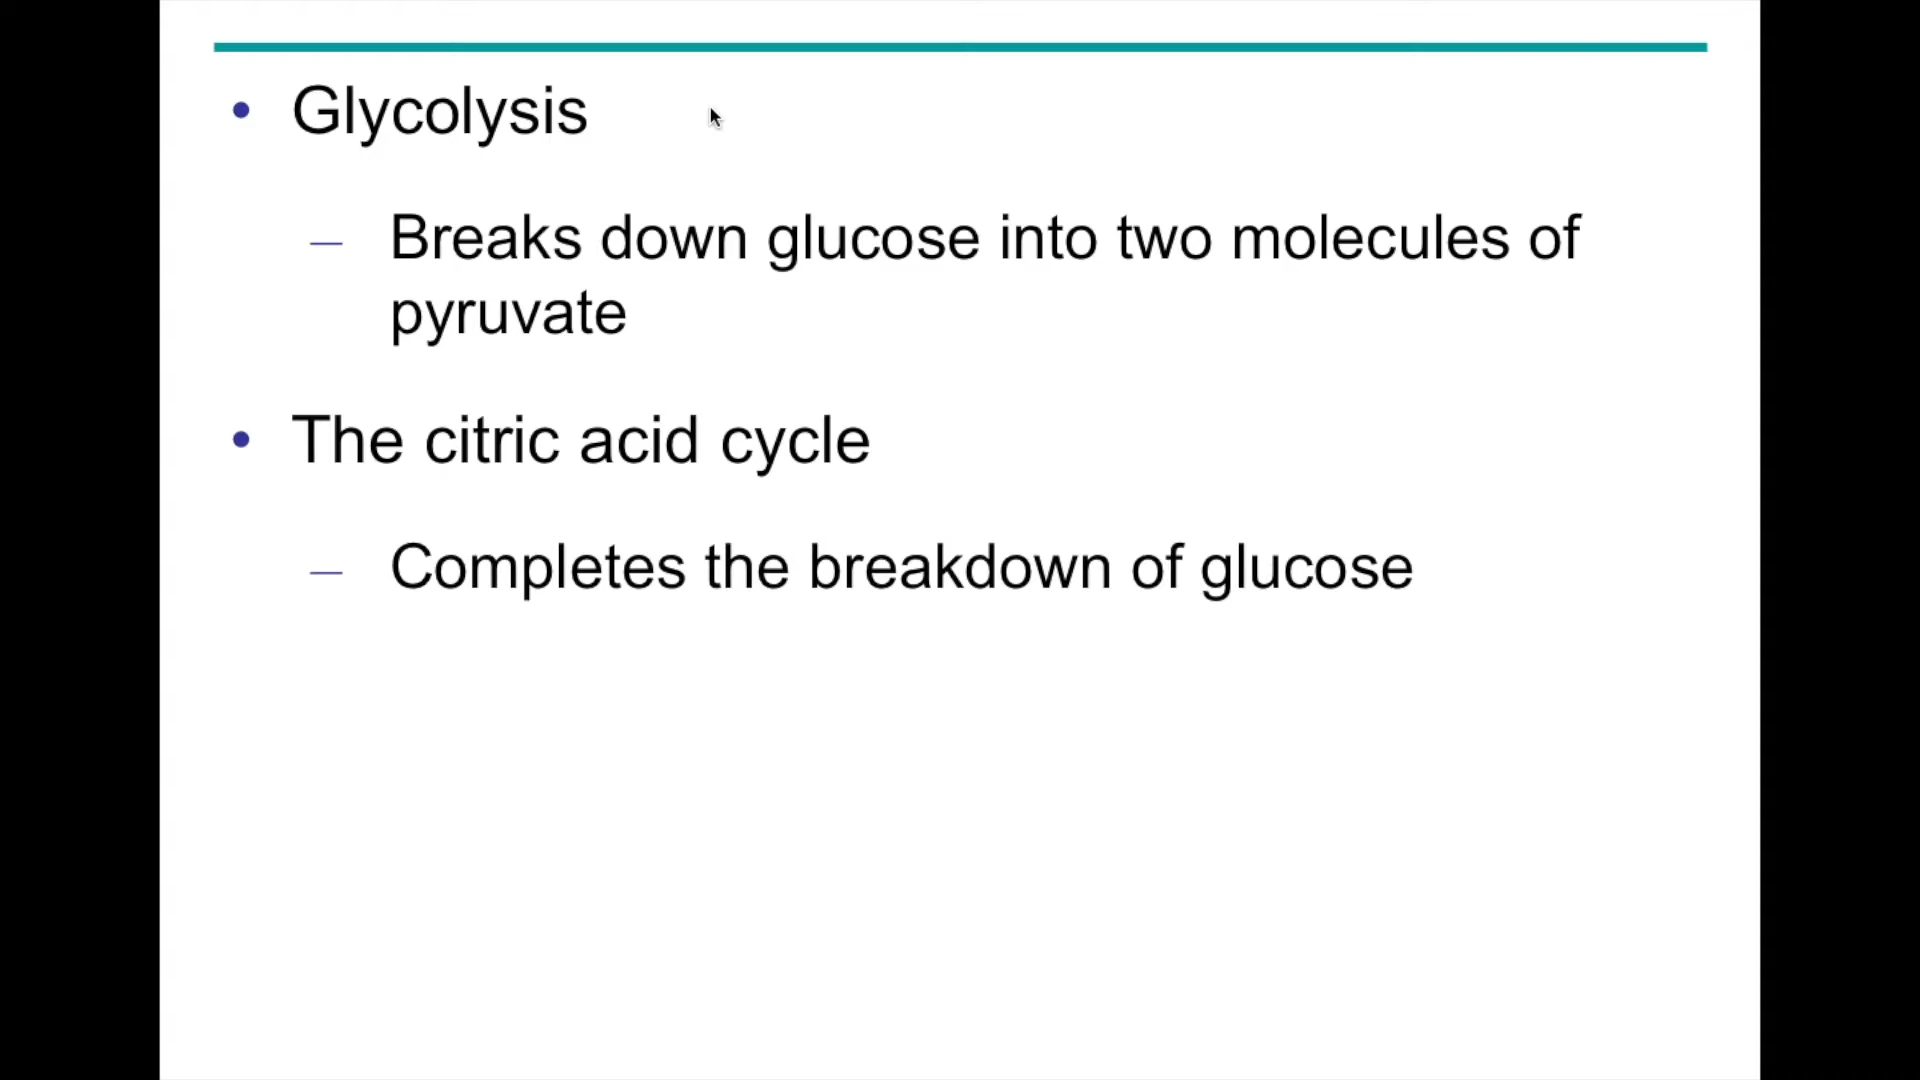 • Glycolysis
– Breaks down glucose into two molecules of
pyruvate
• The citric acid cycle
– Completes the breakdown of glucose